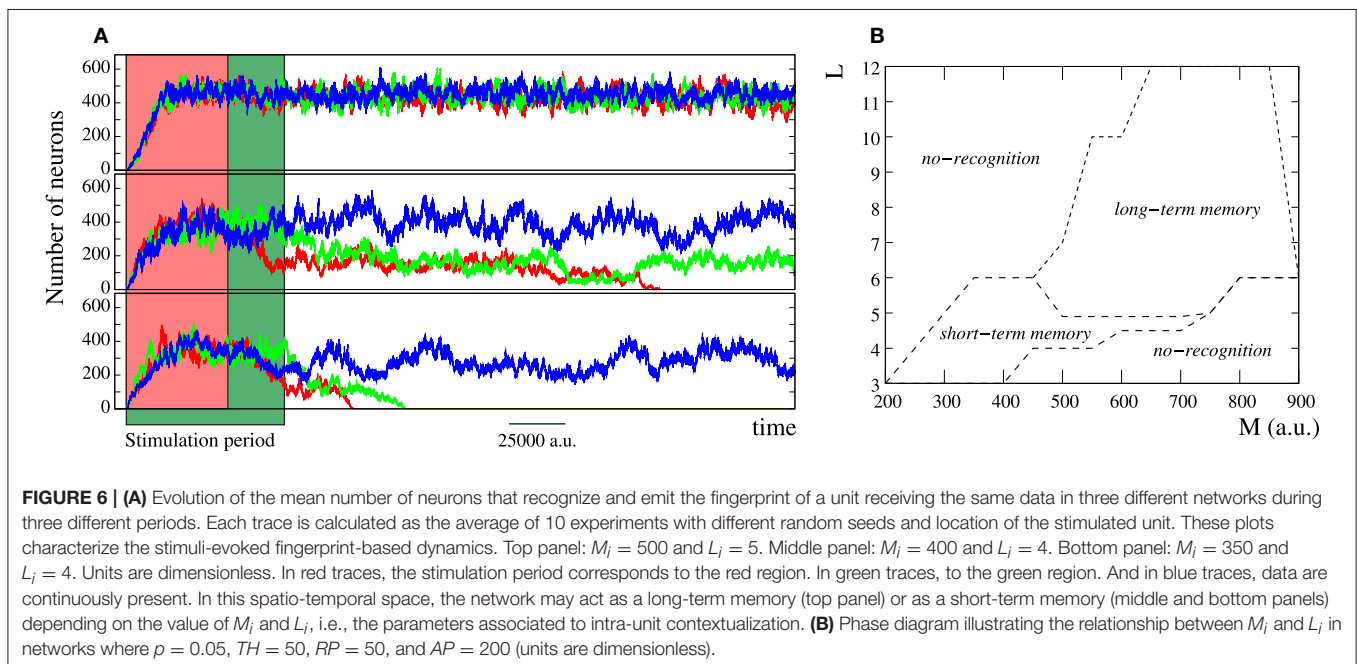 A
600
400
200
0
600
400
200
0
600
400
200
0
Number of neurons
Stimulation period
25000 a.u.
time
B
L
12
11
10
9
8
7
6
5
4
3
no−recognition
long−term memory
short−term memory
no−recognition
200 300 400 500 600 700 800 900
M (a.u.)
FIGURE 6 | (A) Evolution of the mean number of neurons that recognize and emit the fingerprint of a unit receiving the same data in three different networks during
three different periods. Each trace is calculated as the average of 10 experiments with different random seeds and location of the stimulated unit. These plots
characterize the stimuli-evoked fingerprint-based dynamics. Top panel: Mi = 500 and Li = 5. Middle panel: Mi = 400 and Li = 4. Bottom panel: Mi = 350 and
Li = 4. Units are dimensionless. In red traces, the stimulation period corresponds to the red region. In green traces, to the green region. And in blue traces, data are
continuously present. In this spatio-temporal space, the network may act as a long-term memory (top panel) or as a short-term memory (middle and bottom panels)
depending on the value of Mi and Li, i.e., the parameters associated to intra-unit contextualization. (B) Phase diagram illustrating the relationship between Mi and Li in
networks where p = 0.05, TH = 50, RP = 50, and AP = 200 (units are dimensionless).